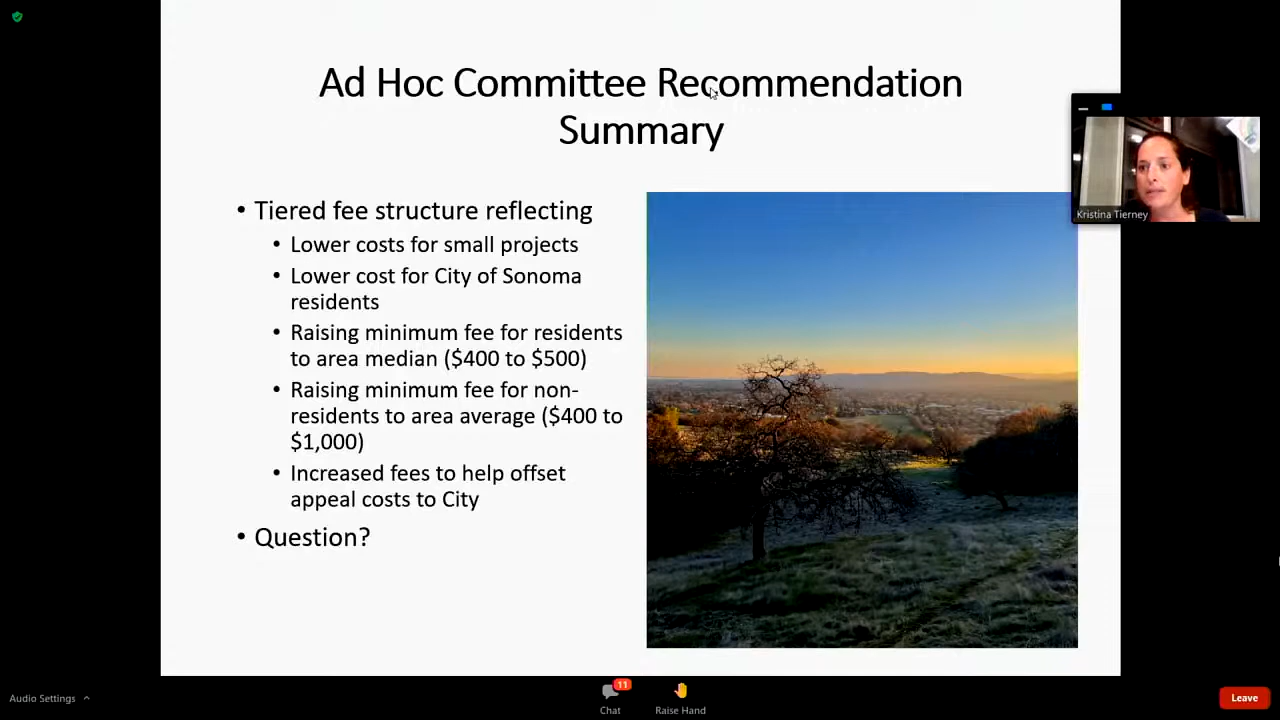 Ad Hoc Committee Recommendation
Summary
• Tiered fee structure reflecting
• Lower costs for small projects
• Lower cost for City of Sonoma
residents
• Raising minimum fee for residents
to area median ($400 to $500)
• Raising minimum fee for non-
residents to area average ($400 to
$1,000)
• Increased fees to help offset
appeal costs to City
• Question?
Kristina Tierney
Audio Settings
11
Chat
Raise Hand
Leave